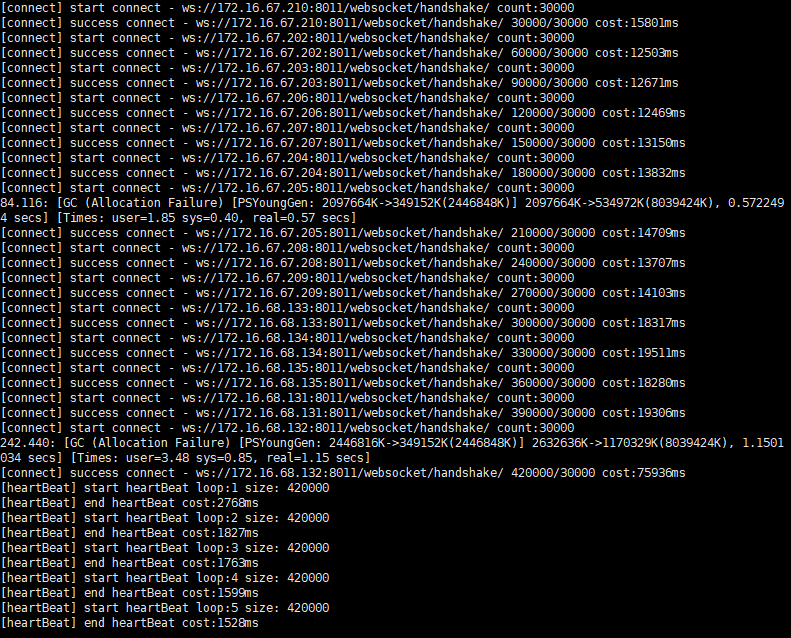 [connect] start connect - ws://172.16.67.210:8011/websocket/handshake/ count:30000
[connect] success connect - ws://172.16.67.210:8011/websocket/handshake/ 30000/30000 cost:15801ms
[connect] start connect - ws://172.16.67.202:8011/websocket/handshake/ count:30000
[connect] success connect - ws://172.16.67.202:8011/websocket/handshake/ 60000/30000 cost:12503ms
[connect] start connect - ws://172.16.67.203:8011/websocket/handshake/ count:30000
[connect] success connect - ws://172.16.67.203:8011/websocket/handshake/ 90000/30000 cost:12671ms
[connect] start connect - ws://172.16.67.206:8011/websocket/handshake/ count:30000
[connect] success connect - ws://172.16.67.206:8011/websocket/handshake/ 120000/30000 cost:12469ms
[connect] start connect - ws://172.16.67.207:8011/websocket/handshake/ count:30000
[connect] success connect - ws://172.16.67.207:8011/websocket/handshake/ 150000/30000 cost:13150ms
[connect] start connect - ws://172.16.67.204:8011/websocket/handshake/ count:30000
[connect] success connect - ws://172.16.67.204:8011/websocket/handshake/ 180000/30000 cost:13832ms
[connect] start connect - ws://172.16.67.205:8011/websocket/handshake/ count:30000
84.116: [GC (Allocation Failure) [PSYoungGen: 2097664K->349152K(2446848K)] 2097664K->534972K(8039424K), 0.572249
4 secs] [Times: user=1.85 sys=0.40, real=0.57 secs]
[connect] success connect - ws://172.16.67.205:8011/websocket/handshake/ 210000/30000 cost:14709ms
[connect] start connect - ws://172.16.67.208:8011/websocket/handshake/ count:30000
[connect] success connect - ws://172.16.67.208:8011/websocket/handshake/ 240000/30000 cost:13707ms
[connect] start connect - ws://172.16.67.209:8011/websocket/handshake/ count:30000
[connect] success connect - ws://172.16.67.209:8011/websocket/handshake/ 270000/30000 cost:14103ms
[connect] start connect - ws://172.16.68.133:8011/websocket/handshake/ count:30000
[connect] success connect - ws://172.16.68.133:8011/websocket/handshake/ 300000/30000 cost:18317ms
[connect] start connect - ws://172.16.68.134:8011/websocket/handshake/ count:30000
[connect] success connect - ws://172.16.68.134:8011/websocket/handshake/ 330000/30000 cost:19511ms
[connect] start connect - ws://172.16.68.135:8011/websocket/handshake/ count:30000
[connect] success connect - ws://172.16.68.135:8011/websocket/handshake/ 360000/30000 cost:18280ms
[connect] start connect - ws://172.16.68.131:8011/websocket/handshake/ count:30000
[connect] success connect - ws://172.16.68.131:8011/websocket/handshake/ 390000/30000 cost:19306ms
[connect] start connect - ws://172.16.68.132:8011/websocket/handshake/ count:30000
242.440: [GC (Allocation Failure) [PSYoungGen: 2446816K->349152K(2446848K)] 2632636K->1170329K(8039424K), 1.1501
034 secs] [Times: user=3.48 sys=0.85, real=1.15 secs]
[connect] success connect - ws://172.16.68.132:8011/websocket/handshake/ 420000/30000 cost:75936ms
[heartBeat] start heartBeat loop:1 size: 420000
[heartBeat] end heartBeat cost:2768ms
[heartBeat] start heartBeat loop:2 size: 420000
[heartBeat] end heartBeat cost:1827ms
[heartBeat] start heartBeat loop:3 size: 420000
[heartBeat] end heartBeat cost:1763ms
[heartBeat] start heartBeat loop:4 size: 420000
[heartBeat] end heartBeat cost:1599ms
[heartBeat] start heartBeat loop:5 size: 420000
[heartBeat] end heartBeat cost:1528ms